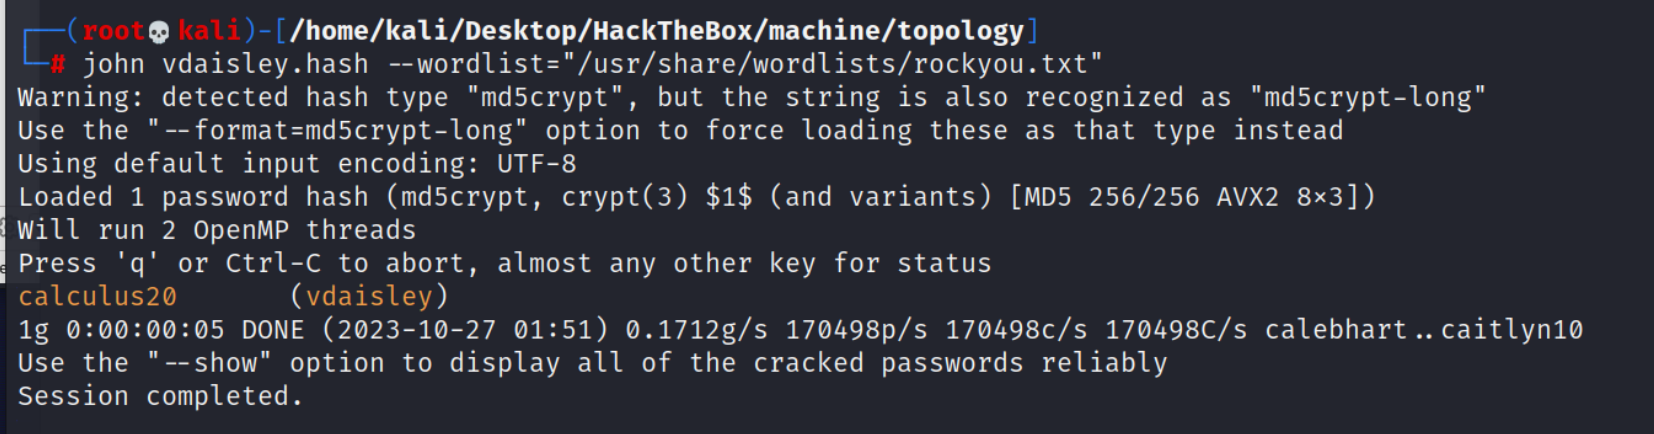 ┌──(root💀kali)-[/home/kali/Desktop/HackTheBox/machine/topology]
└─# john vdaisley.hash --wordlist="/usr/share/wordlists/rockyou.txt"
Warning: detected hash type "md5crypt", but the string is also recognized as "md5crypt-long"
Use the "--format=md5crypt-long" option to force loading these as that type instead
Using default input encoding: UTF-8
Loaded 1 password hash (md5crypt, crypt(3) $1$ (and variants) [MD5 256/256 AVX2 8×3])
Will run 2 OpenMP threads
Press 'q' or Ctrl-C to abort, almost any other key for status
calculus20       (vdaisley)
1g 0:00:00:05 DONE (2023-10-27 01:51) 0.1712g/s 170498p/s 170498c/s 170498C/s calebhart..caitlyn10
Use the "--show" option to display all of the cracked passwords reliably
Session completed.